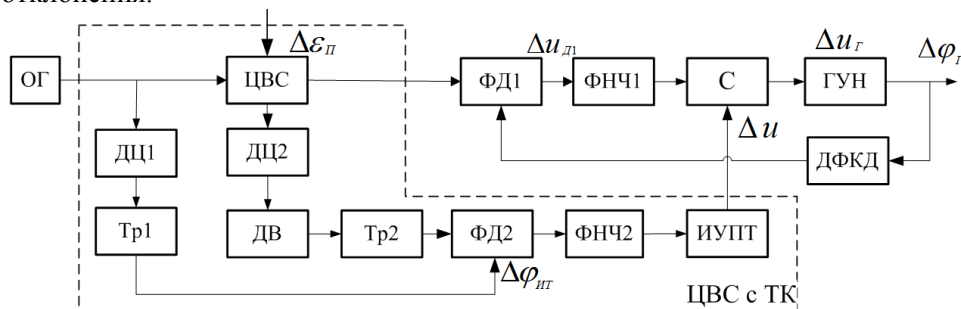 отклонения.
Δε_П
Δu_Д1
Δu_Г
Δφ_Г
ОГ
ЦВС
ФД1
ФНЧ1
С
ГУН
Δu
ДЦ1
ДЦ2
ДФКД
Тр1
ДВ
Тр2
ФД2
ФНЧ2
ИУПТ
Δφ_ИТ
ЦВС с ТК